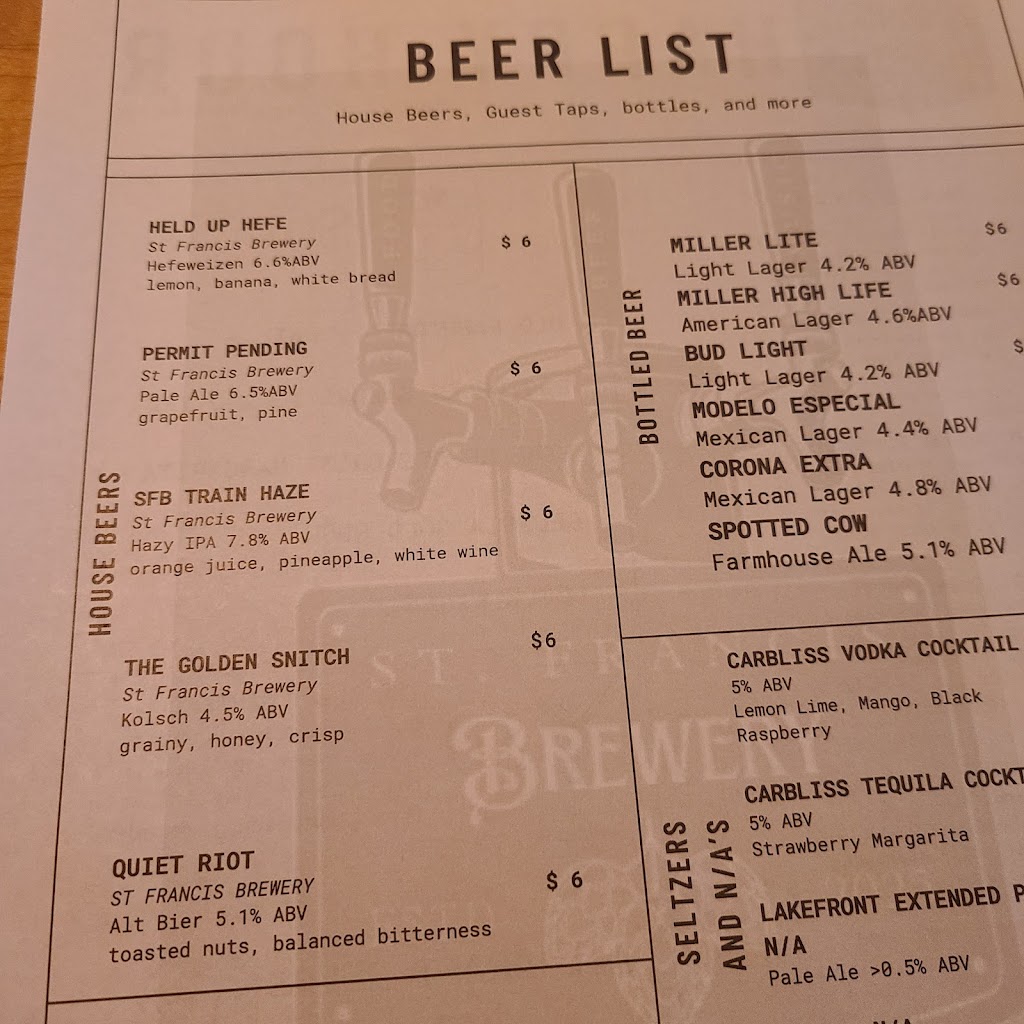 BEER LIST
House Beers, Guest Taps, bottles, and more
HOUSE BEERS
HELD UP HEFE
$ 6
St Francis Brewery
Hefeweizen 6.6%ABV
lemon, banana, white bread
PERMIT PENDING
$ 6
St Francis Brewery
Pale Ale 6.5%ABV
grapefruit, pine
SFB TRAIN HAZE
$ 6
St Francis Brewery
Hazy IPA 7.8% ABV
orange juice, pineapple, white wine
THE GOLDEN SNITCH
$6
St Francis Brewery
Kolsch 4.5% ABV
grainy, honey, crisp
QUIET RIOT
$ 6
ST FRANCIS BREWERY
Alt Bier 5.1% ABV
toasted nuts, balanced bitterness
BOTTLED BEER
MILLER LITE
$6
Light Lager 4.2% ABV
MILLER HIGH LIFE
$6
American Lager 4.6%ABV
BUD LIGHT
$
Light Lager 4.2% ABV
MODELO ESPECIAL
Mexican Lager 4.4% ABV
CORONA EXTRA
Mexican Lager 4.8% ABV
SPOTTED COW
Farmhouse Ale 5.1% ABV
SELTZERS
AND N/A'S
CARBLISS VODKA COCKTAIL
5% ABV
Lemon Lime, Mango, Black
Raspberry
CARBLISS TEQUILA COCKT
5% ABV
Strawberry Margarita
LAKEFRONT EXTENDED P
N/A
Pale Ale >0.5% ABV
N/A
ST. FRANCIS
BREWERY